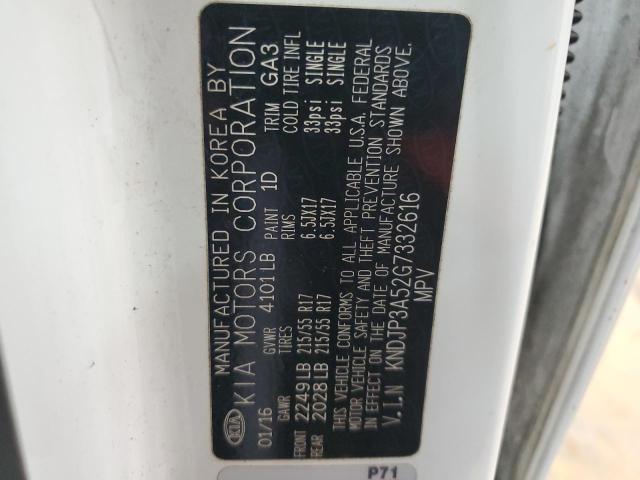 KIA
MANUFACTURED IN KOREA BY
KIA MOTORS CORPORATION
01/16 GVWR 4101LB PAINT 1D TRIM GA3
GAWR TIRES RIMS COLD TIRE INFL
FRONT 2249LB 215/55 R17 6.5JX17 33psi SINGLE
REAR 2028LB 215/55 R17 6.5JX17 33psi SINGLE
THIS VEHICLE CONFORMS TO ALL APPLICABLE U.S.A. FEDERAL
MOTOR VEHICLE SAFETY AND THEFT PREVENTION STANDARDS
IN EFFECT ON THE DATE OF MANUFACTURE SHOWN ABOVE.
V.I.N KNDJP3A52G7332616
MPV
P71